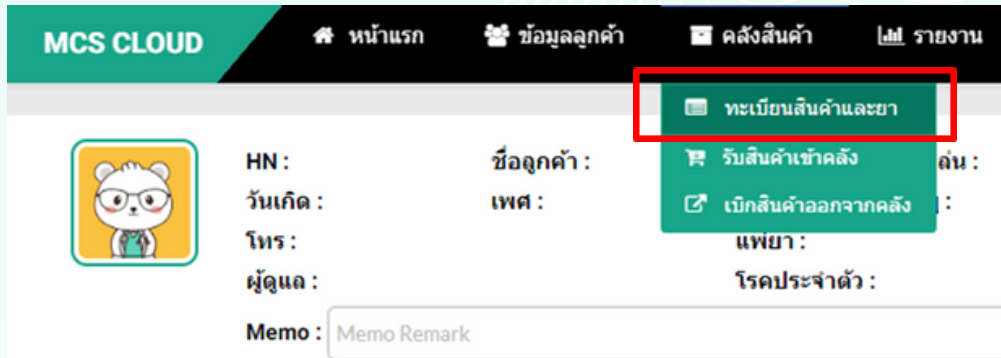 MCS CLOUD หน้าแรก ข้อมูลลูกค้า คลังสินค้า รายงาน
ทะเบียนสินค้าและยา
HN : ชื่อลูกค้า : รับสินค้าเข้าคลัง ล่น :
วันเกิด : เพศ : เบิกสินค้าออกจากคลัง :
โทร : แพ้ยา :
ผู้ดูแล : โรคประจำตัว :
Memo : Memo Remark